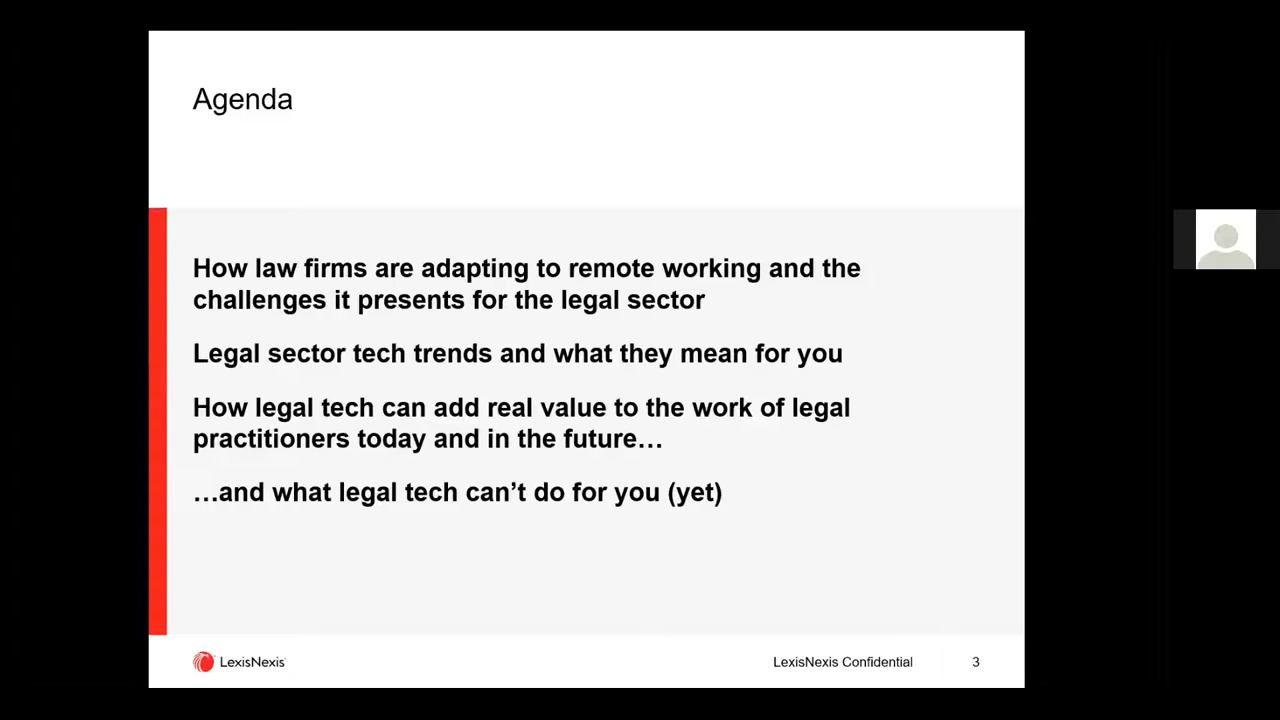 Agenda
How law firms are adapting to remote working and the
challenges it presents for the legal sector
Legal sector tech trends and what they mean for you
How legal tech can add real value to the work of legal
practitioners today and in the future…
…and what legal tech can’t do for you (yet)
LexisNexis
LexisNexis Confidential
3